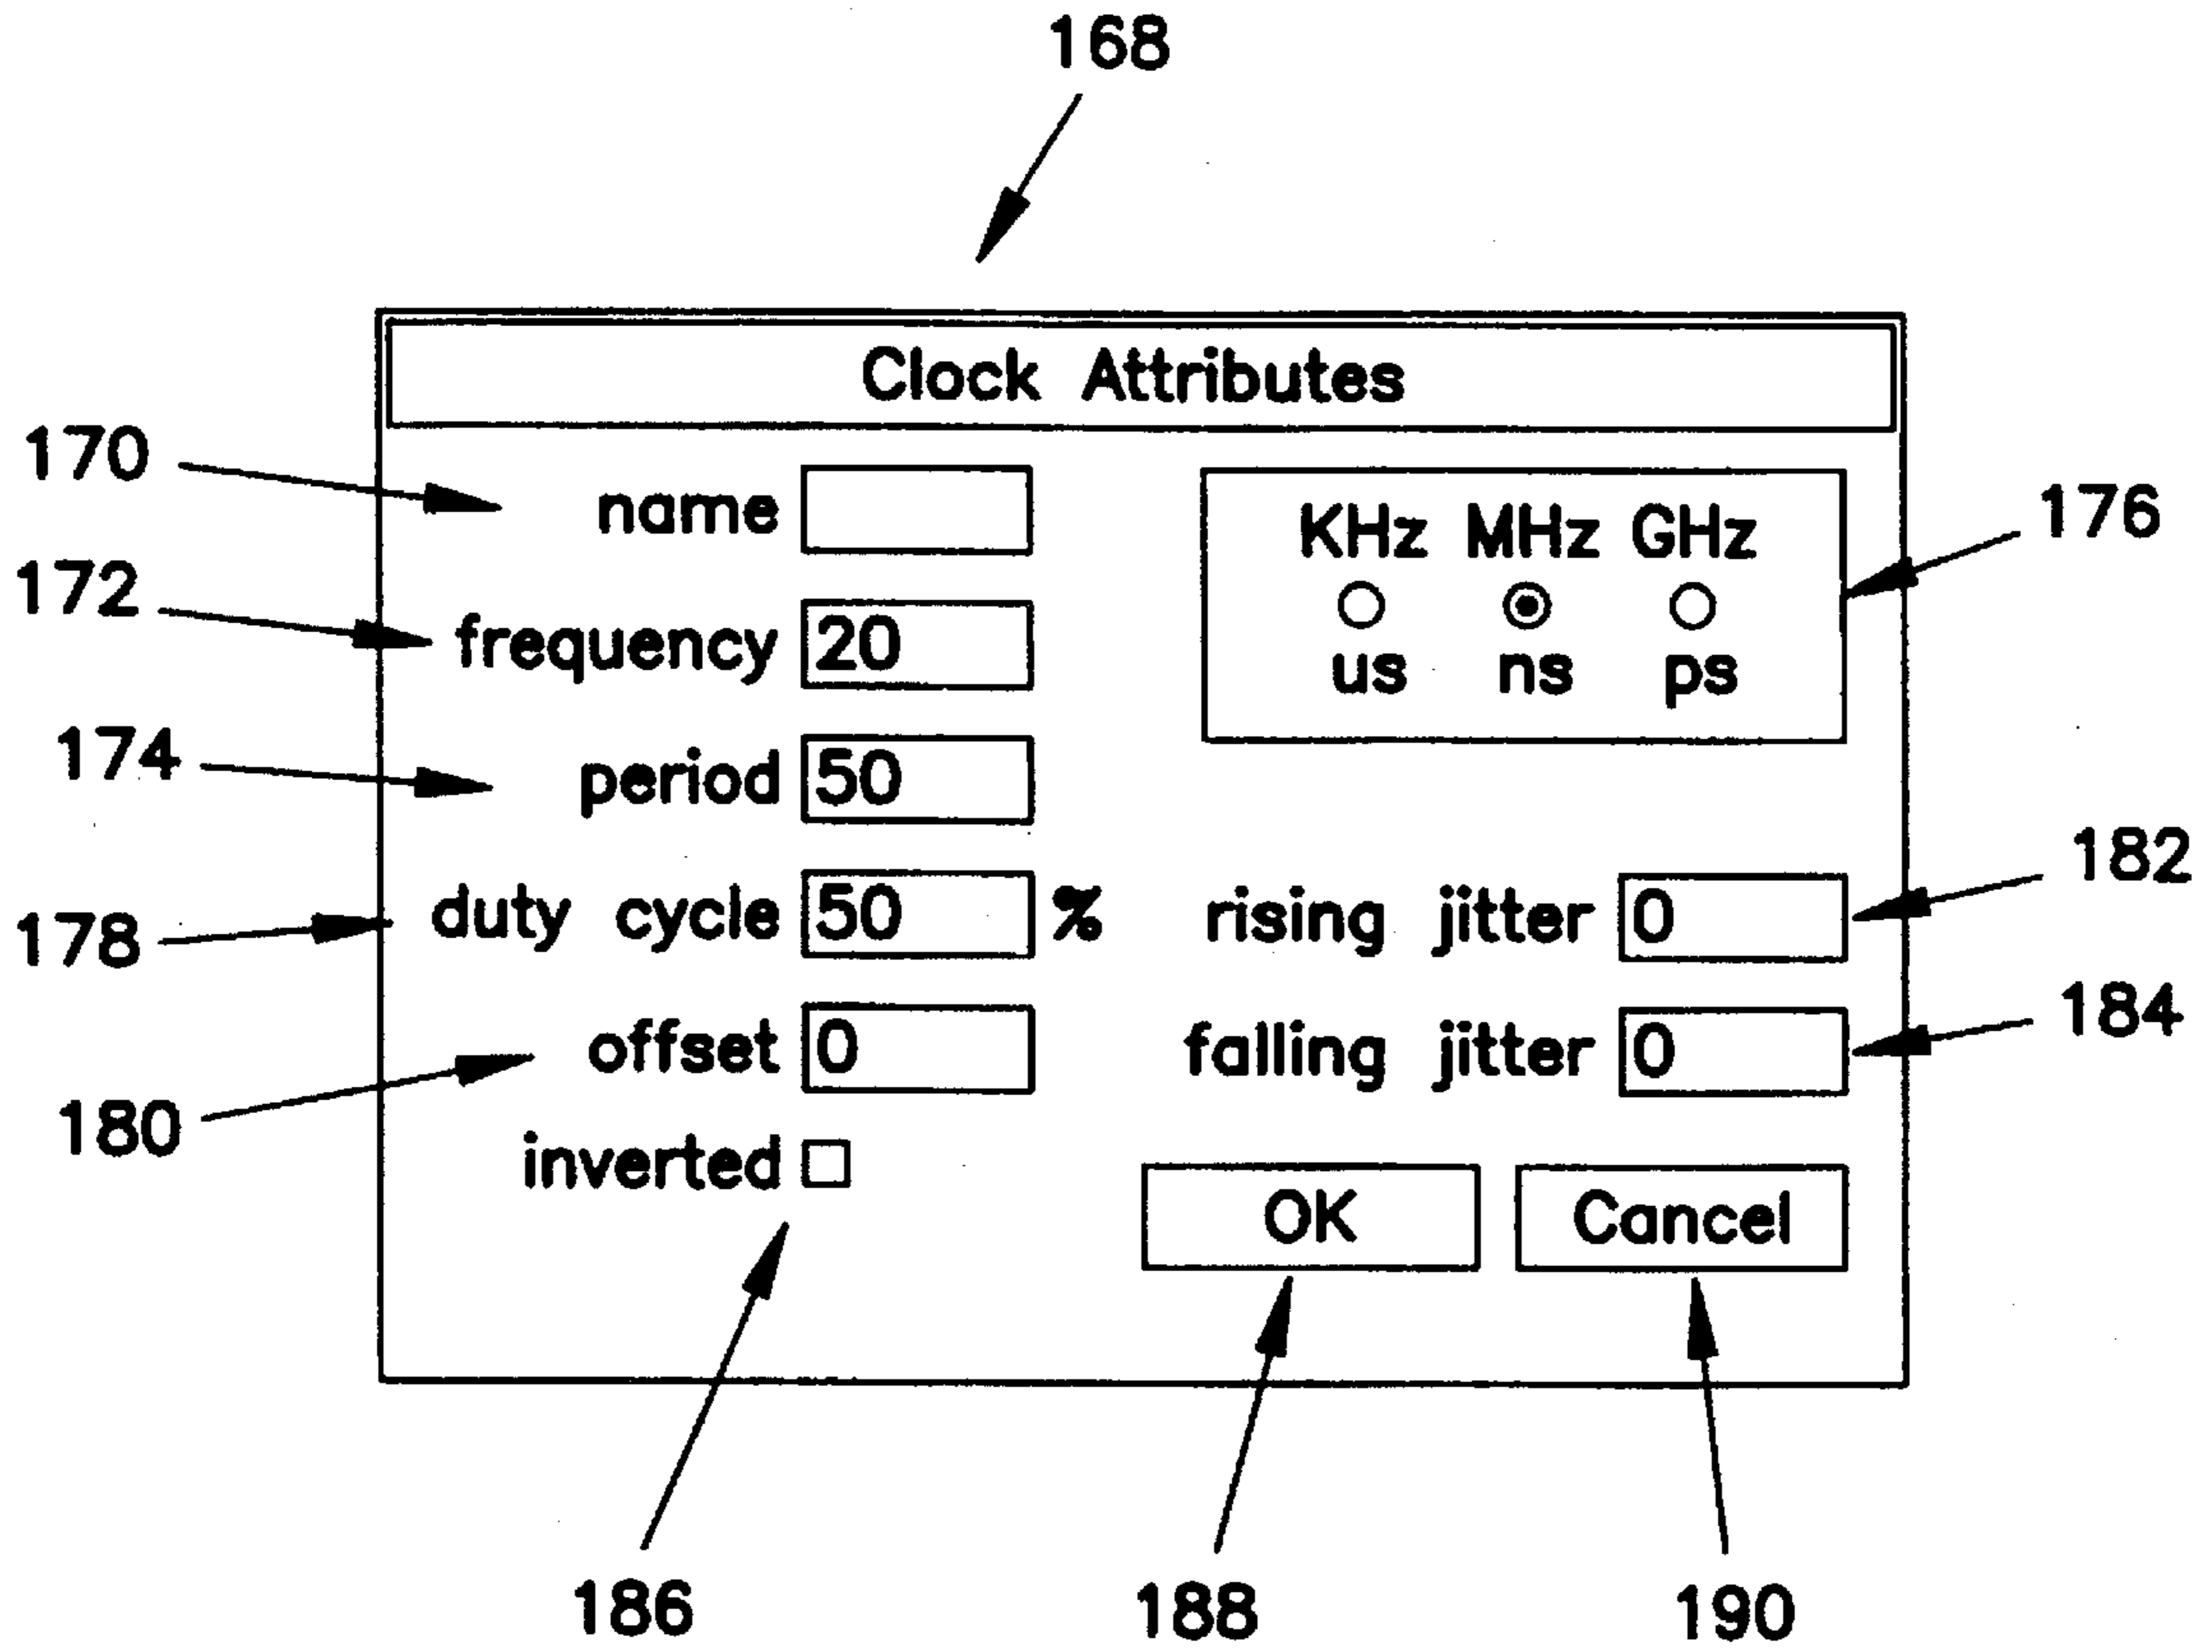 168
Clock Attributes
170
name
KHz MHz GHz
176
172
frequency 20
us ns ps
174
period 50
178
duty cycle 50 %
rising jitter 0
182
180
offset 0
falling jitter 0
184
inverted
OK
Cancel
186
188
190